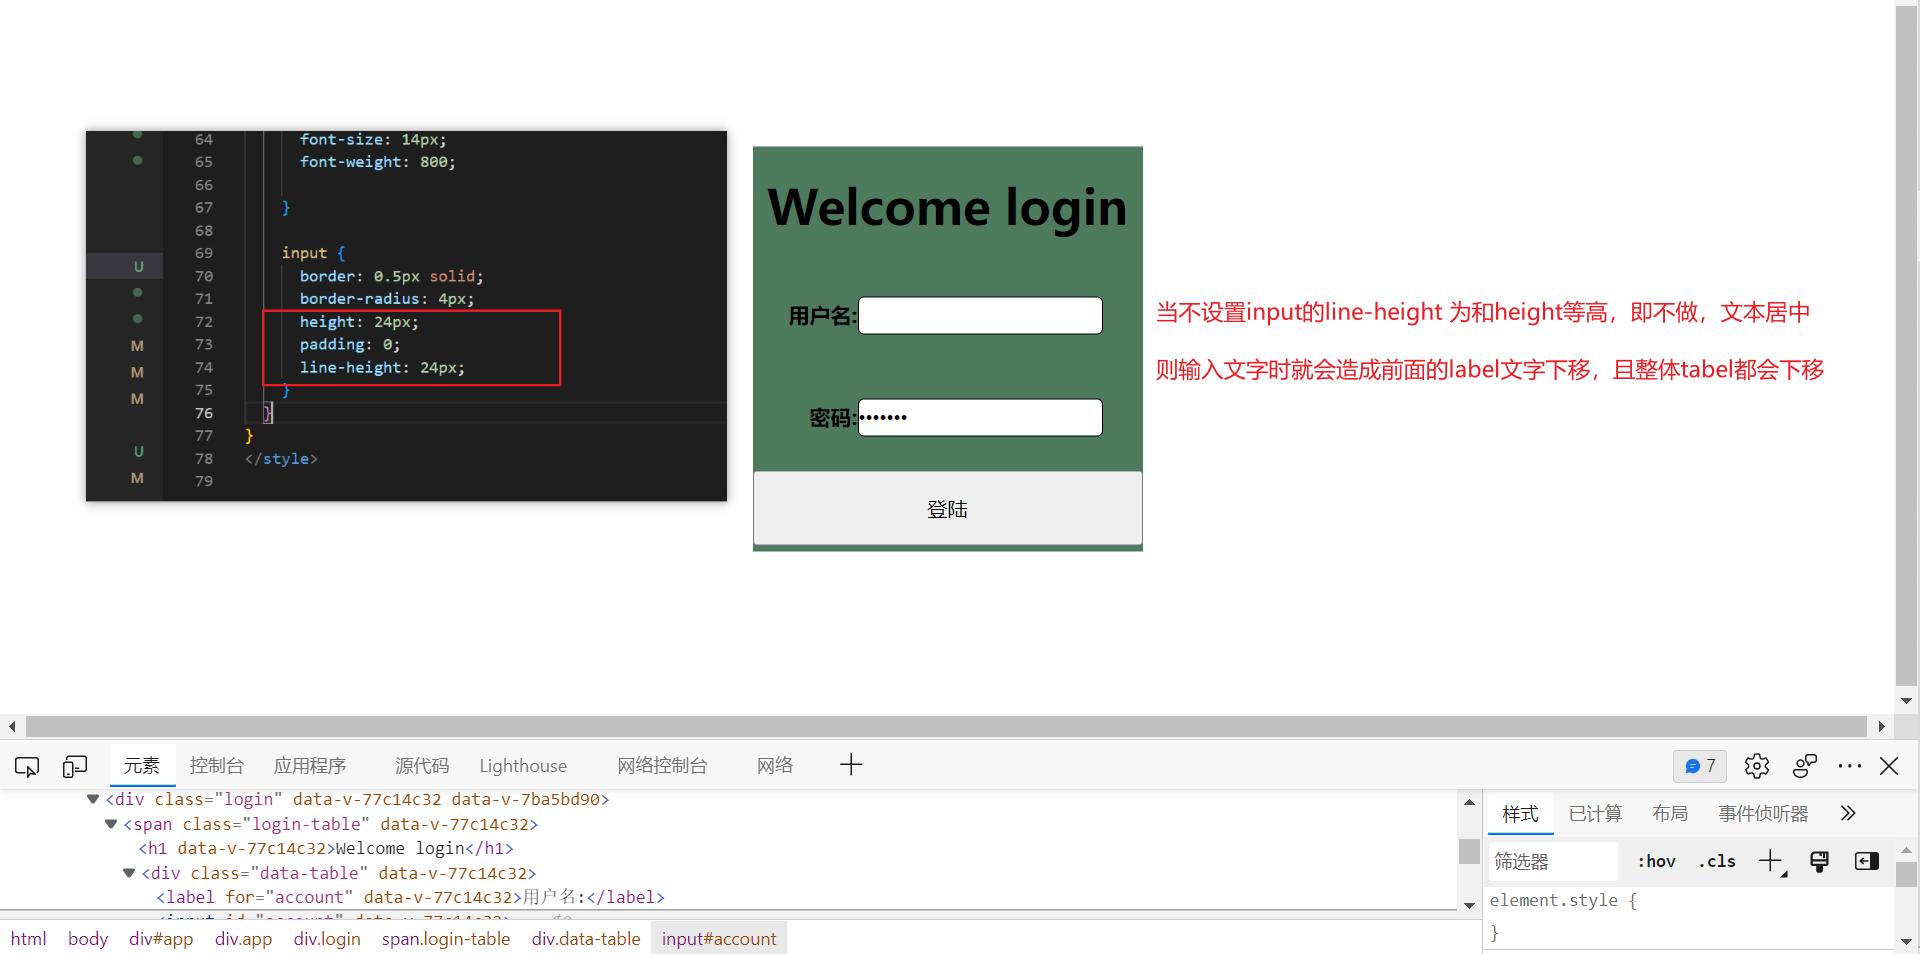 64 font-size: 14px;
65 font-weight: 800;
66
67 }
68
69 input {
U 70 border: 0.5px solid;
71 border-radius: 4px;
72 height: 24px;
M 73 padding: 0;
M 74 line-height: 24px;
M 75 }
76 }
77 }
U 78 </style>
M 79
Welcome login
用户名:
密码:•••••••
登陆
当不设置input的line-height 为和height等高，即不做，文本居中
则输入文字时就会造成前面的label文字下移，且整体tabel都会下移
元素 控制台 应用程序 源代码 Lighthouse 网络控制台 网络 + 7
<div class="login" data-v-77c14c32 data-v-7ba5bd90>
<span class="login-table" data-v-77c14c32>
<h1 data-v-77c14c32>Welcome login</h1>
<div class="data-table" data-v-77c14c32>
<label for="account" data-v-77c14c32>用户名:</label>
<input id="account" data-v-77c14c32>
html body div#app div.app div.login span.login-table div.data-table input#account
样式 已计算 布局 事件侦听器
筛选器 :hov .cls
element.style {
}